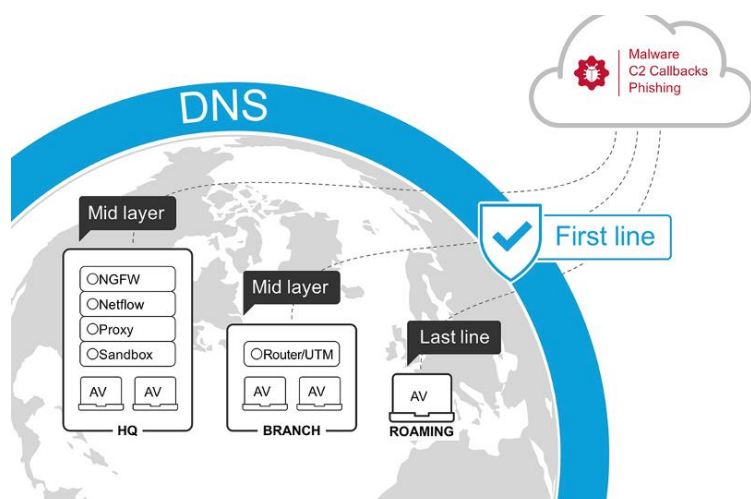 Malware
C2 Callbacks
Phishing
DNS
First line
Mid layer
NGFW
Netflow
Proxy
Sandbox
AV AV
HQ
Mid layer
Router/UTM
AV AV
BRANCH
Last line
AV
ROAMING